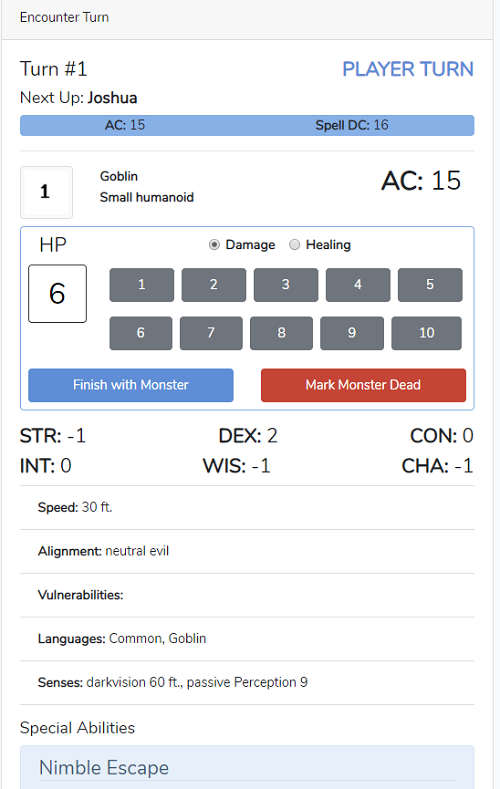 Encounter Turn
Turn #1 PLAYER TURN
Next Up: Joshua
AC: 15 Spell DC: 16
1 Goblin AC: 15
Small humanoid
HP Damage Healing
6 1 2 3 4 5
6 7 8 9 10
Finish with Monster Mark Monster Dead
STR: -1 DEX: 2 CON: 0
INT: 0 WIS: -1 CHA: -1
Speed: 30 ft.
Alignment: neutral evil
Vulnerabilities:
Languages: Common, Goblin
Senses: darkvision 60 ft., passive Perception 9
Special Abilities
Nimble Escape